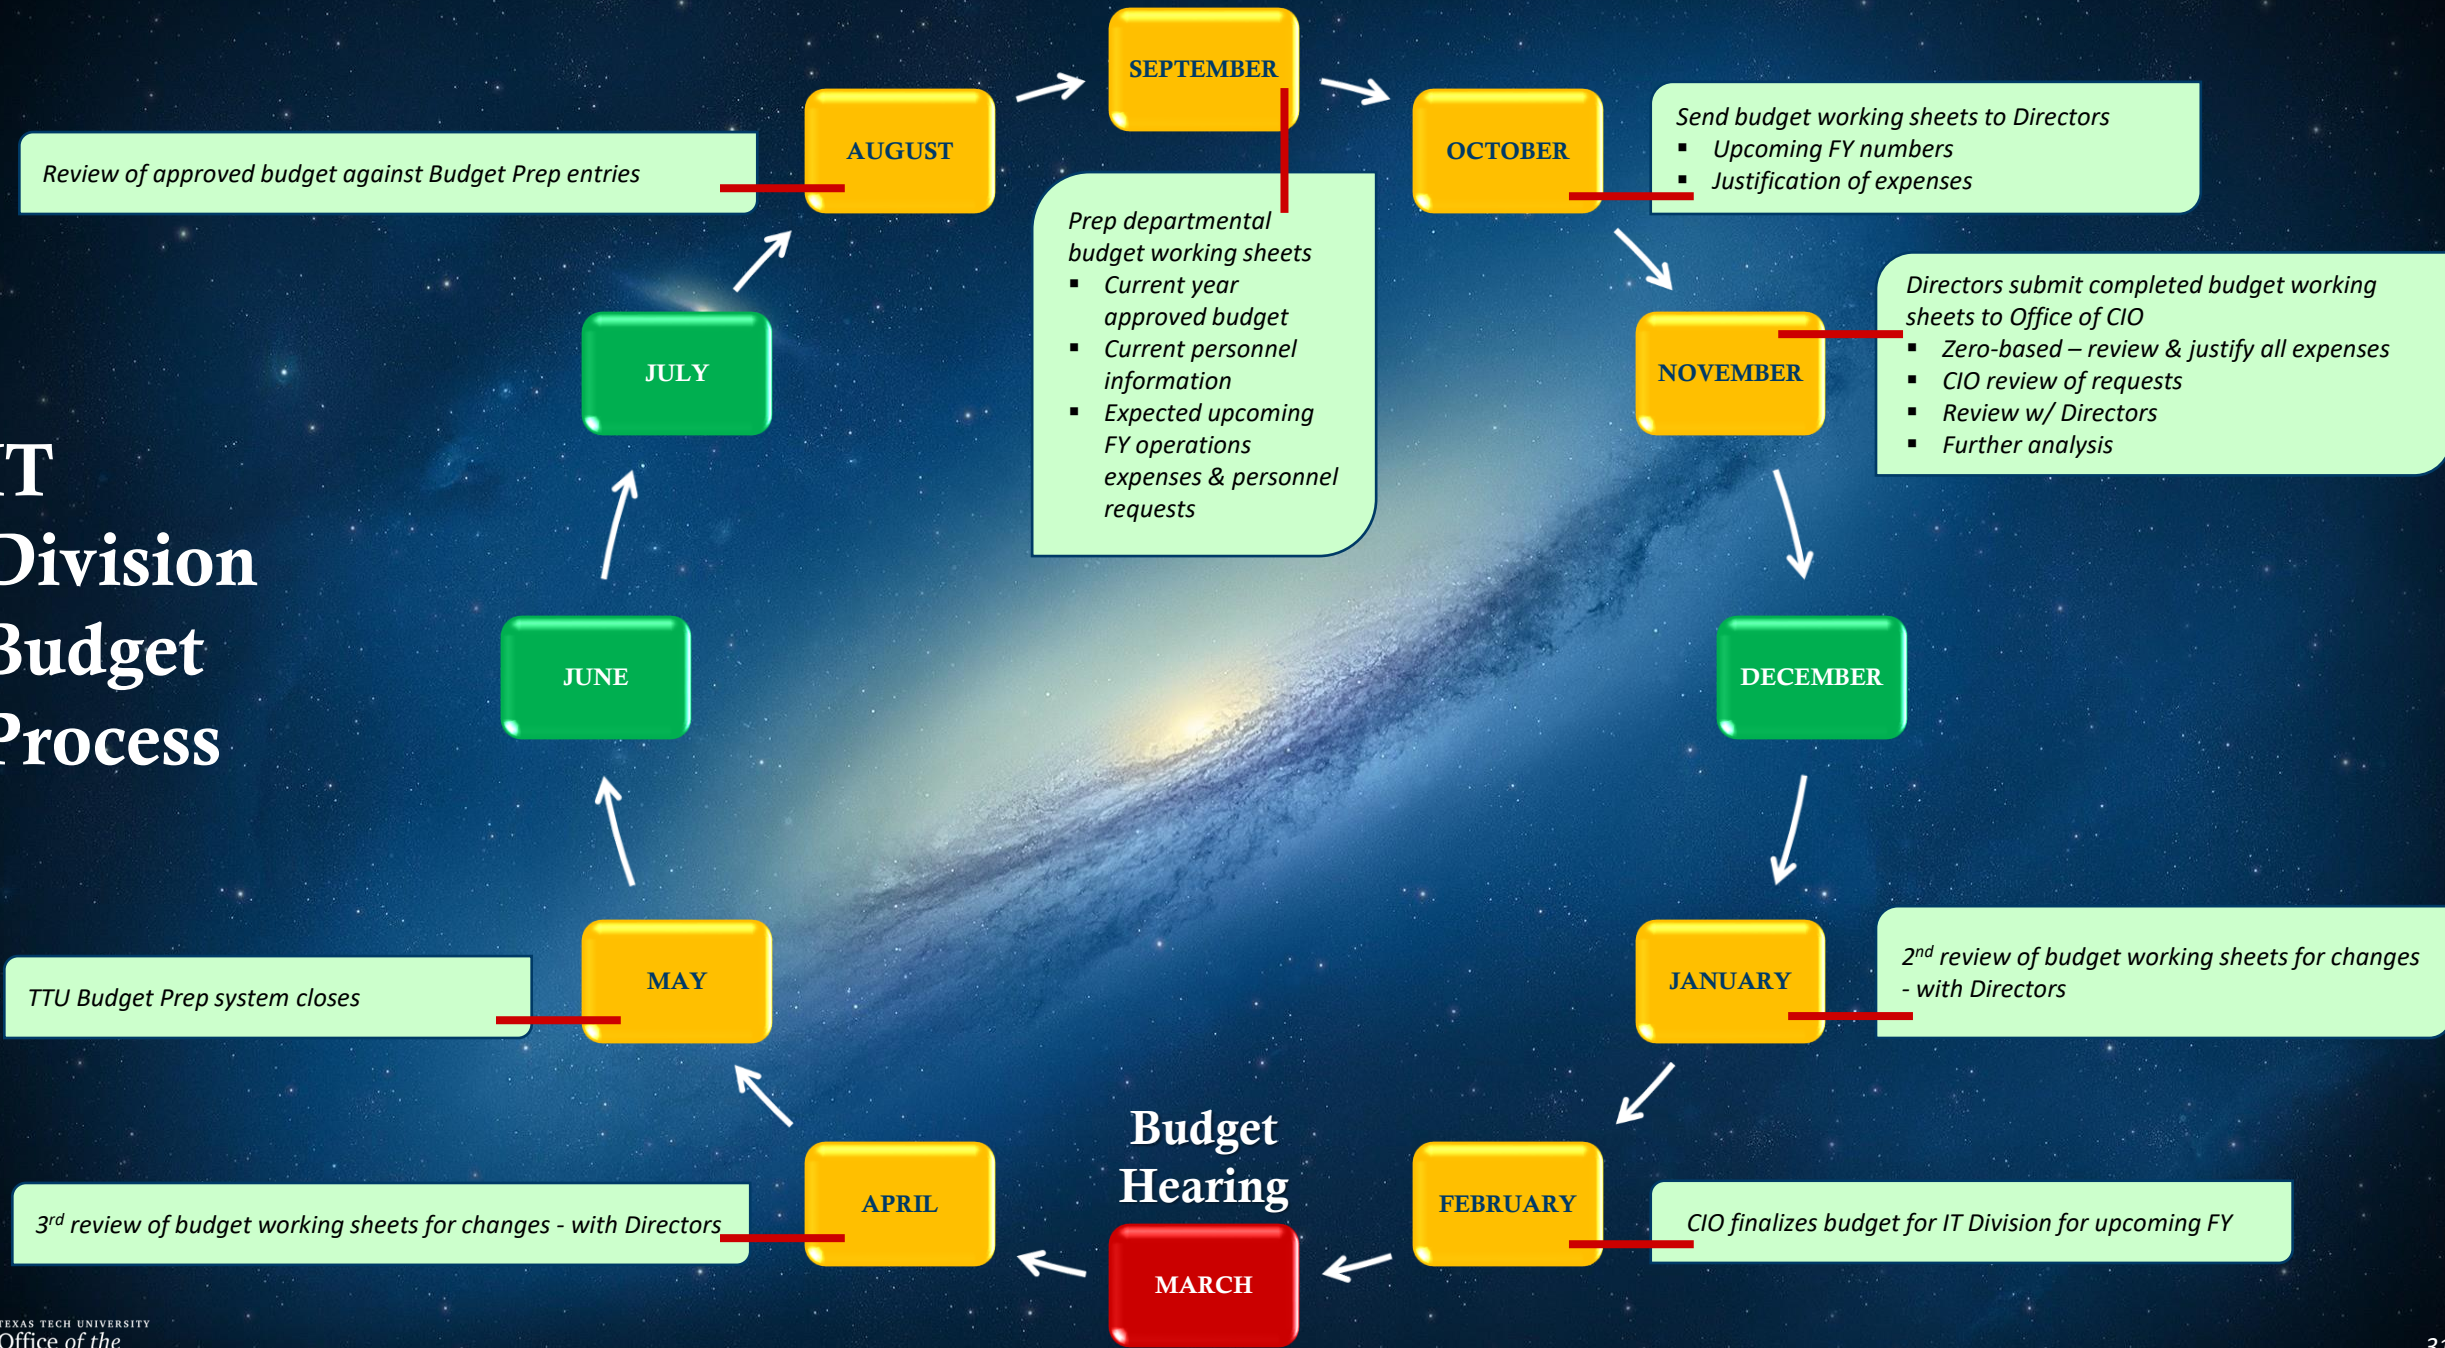 IT
Division
Budget
Process
SEPTEMBER
Prep departmental
budget working sheets
▪ Current year
approved budget
▪ Current personnel
information
▪ Expected upcoming
FY operations
expenses & personnel
requests
OCTOBER
Send budget working sheets to Directors
▪ Upcoming FY numbers
▪ Justification of expenses
NOVEMBER
Directors submit completed budget working
sheets to Office of CIO
▪ Zero-based – review & justify all expenses
▪ CIO review of requests
▪ Review w/ Directors
▪ Further analysis
DECEMBER
JANUARY
2nd review of budget working sheets for changes
- with Directors
FEBRUARY
CIO finalizes budget for IT Division for upcoming FY
Budget
Hearing
MARCH
APRIL
3rd review of budget working sheets for changes - with Directors
MAY
TTU Budget Prep system closes
JUNE
JULY
AUGUST
Review of approved budget against Budget Prep entries
TEXAS TECH UNIVERSITY
Office of the